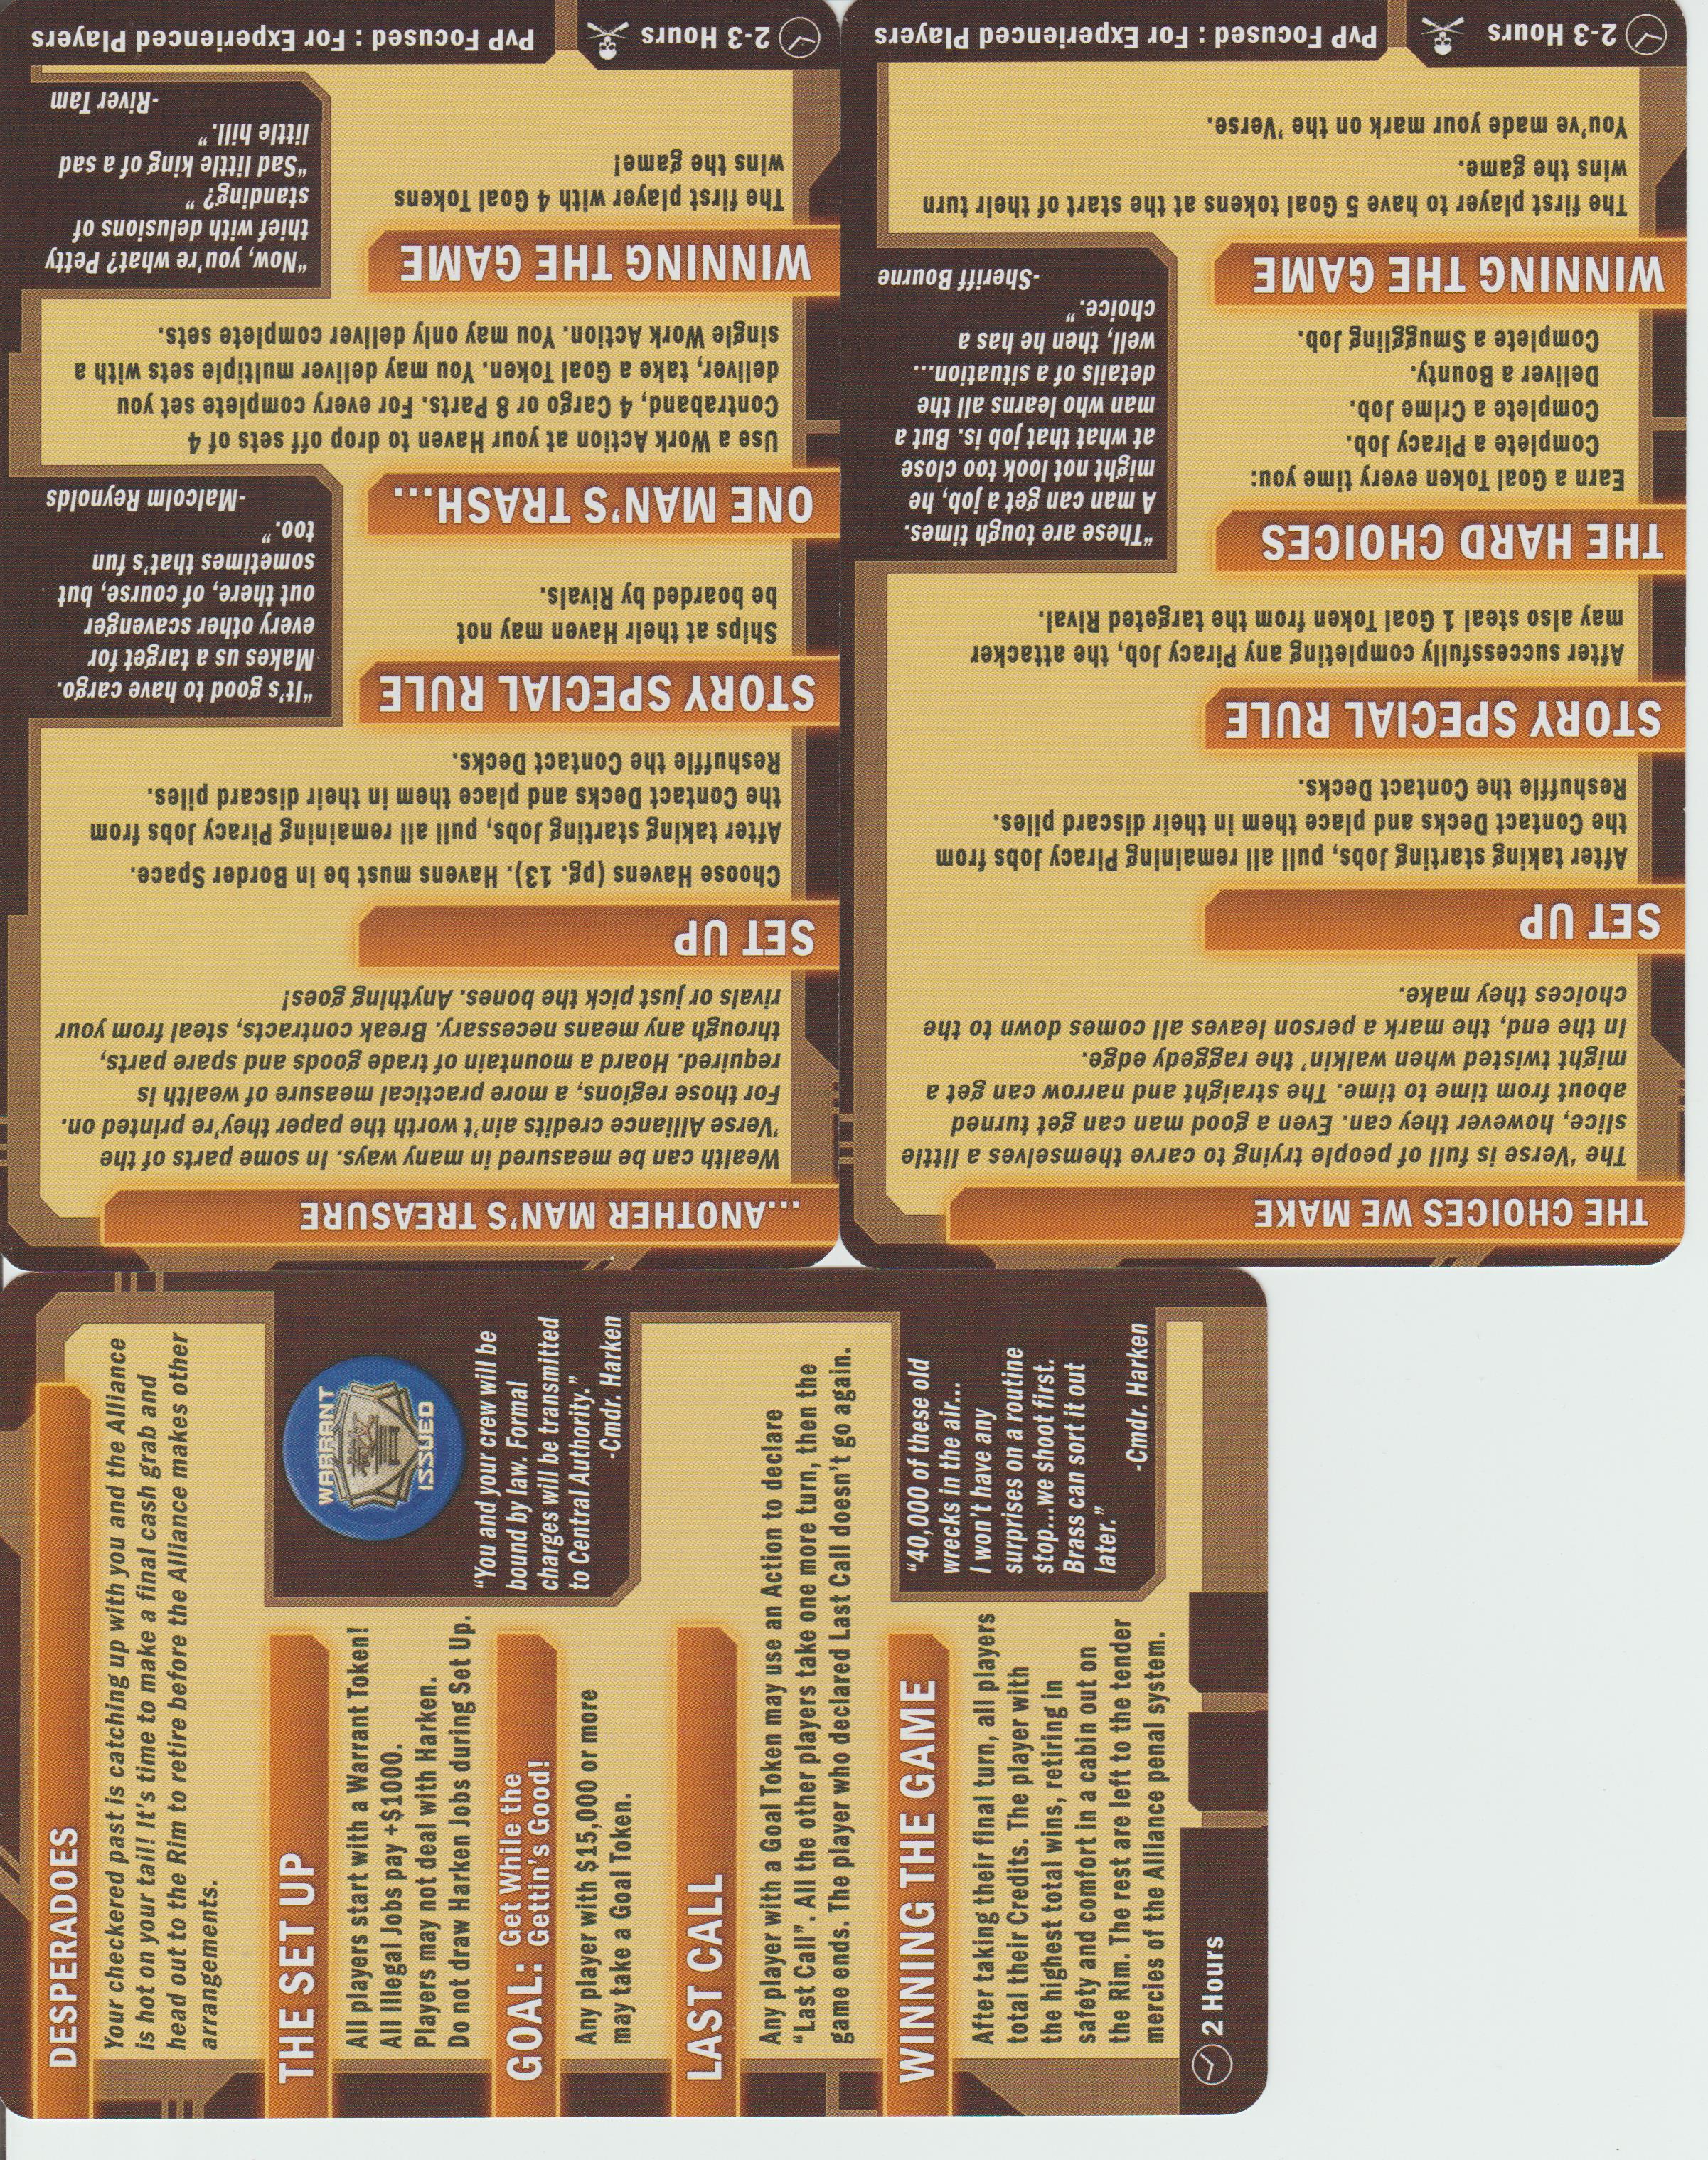 ...ANOTHER MAN'S TREASURE
Wealth can be measured in many ways. In some parts of the
'Verse Alliance credits ain't worth the paper they're printed on.
For those regions, a more practical measure of wealth is
required. Hoard a mountain of trade goods and spare parts,
through any means necessary. Break contracts, steal from your
rivals or just pick the bones. Anything goes!
SET UP
Choose Havens (pg. 13). Havens must be in Border Space.
After taking starting Jobs, pull all remaining Piracy Jobs from
the Contact Decks and place them in their discard piles.
Reshuffle the Contact Decks.
STORY SPECIAL RULE
Ships at their Haven may not
be boarded by Rivals.
"It's good to have cargo.
Makes us a target for
every other scavenger
out there, of course, but
sometimes that's fun
too."
-Malcolm Reynolds
ONE MAN'S TRASH...
Use a Work Action at your Haven to drop off sets of 4
Contraband, 4 Cargo or 8 Parts. For every complete set you
deliver, take a Goal Token. You may deliver multiple sets with a
single Work Action. You may only deliver complete sets.
WINNING THE GAME
The first player with 4 Goal Tokens
wins the game!
"Now, you're what? Petty
thief with delusions of
standing?"
"Sad little king of a sad
little hill."
-River Tam
2-3 Hours
PvP Focused : For Experienced Players
THE CHOICES WE MAKE
The 'Verse is full of people trying to carve themselves a little
slice, however they can. Even a good man can get turned
about from time to time. The straight and narrow can get a
might twisted when walkin' the raggedy edge.
In the end, the mark a person leaves all comes down to the
choices they make.
SET UP
After taking starting Jobs, pull all remaining Piracy Jobs from
the Contact Decks and place them in their discard piles.
Reshuffle the Contact Decks.
STORY SPECIAL RULE
After successfully completing any Piracy Job, the attacker
may also steal 1 Goal Token from the targeted Rival.
THE HARD CHOICES
Earn a Goal Token every time you:
Complete a Piracy Job.
Complete a Crime Job.
Deliver a Bounty.
Complete a Smuggling Job.
"These are tough times.
A man can get a job, he
might not look too close
at what that job is. But a
man who learns all the
details of a situation...
well, then he has a
choice."
-Sheriff Bourne
WINNING THE GAME
The first player to have 5 Goal tokens at the start of their turn
wins the game.
You've made your mark on the 'Verse.
2-3 Hours
PvP Focused : For Experienced Players
DESPERADOES
Your checkered past is catching up with you and the Alliance
is hot on your tail! It's time to make a final cash grab and
head out to the Rim to retire before the Alliance makes other
arrangements.
THE SET UP
All players start with a Warrant Token!
All Illegal Jobs pay +$1000.
Players may not deal with Harken.
Do not draw Harken Jobs during Set Up.
WARRANT
ISSUED
"You and your crew will be
bound by law. Formal
charges will be transmitted
to Central Authority."
-Cmdr. Harken
GOAL: Get While the
Gettin's Good!
Any player with $15,000 or more
may take a Goal Token.
LAST CALL
Any player with a Goal Token may use an Action to declare
"Last Call". All the other players take one more turn, then the
game ends. The player who declared Last Call doesn't go again.
WINNING THE GAME
After taking their final turn, all players
total their Credits. The player with
the highest total wins, retiring in
safety and comfort in a cabin out on
the Rim. The rest are left to the tender
mercies of the Alliance penal system.
"40,000 of these old
wrecks in the air...
I won't have any
surprises on a routine
stop...we shoot first.
Brass can sort it out
later."
-Cmdr. Harken
2 Hours